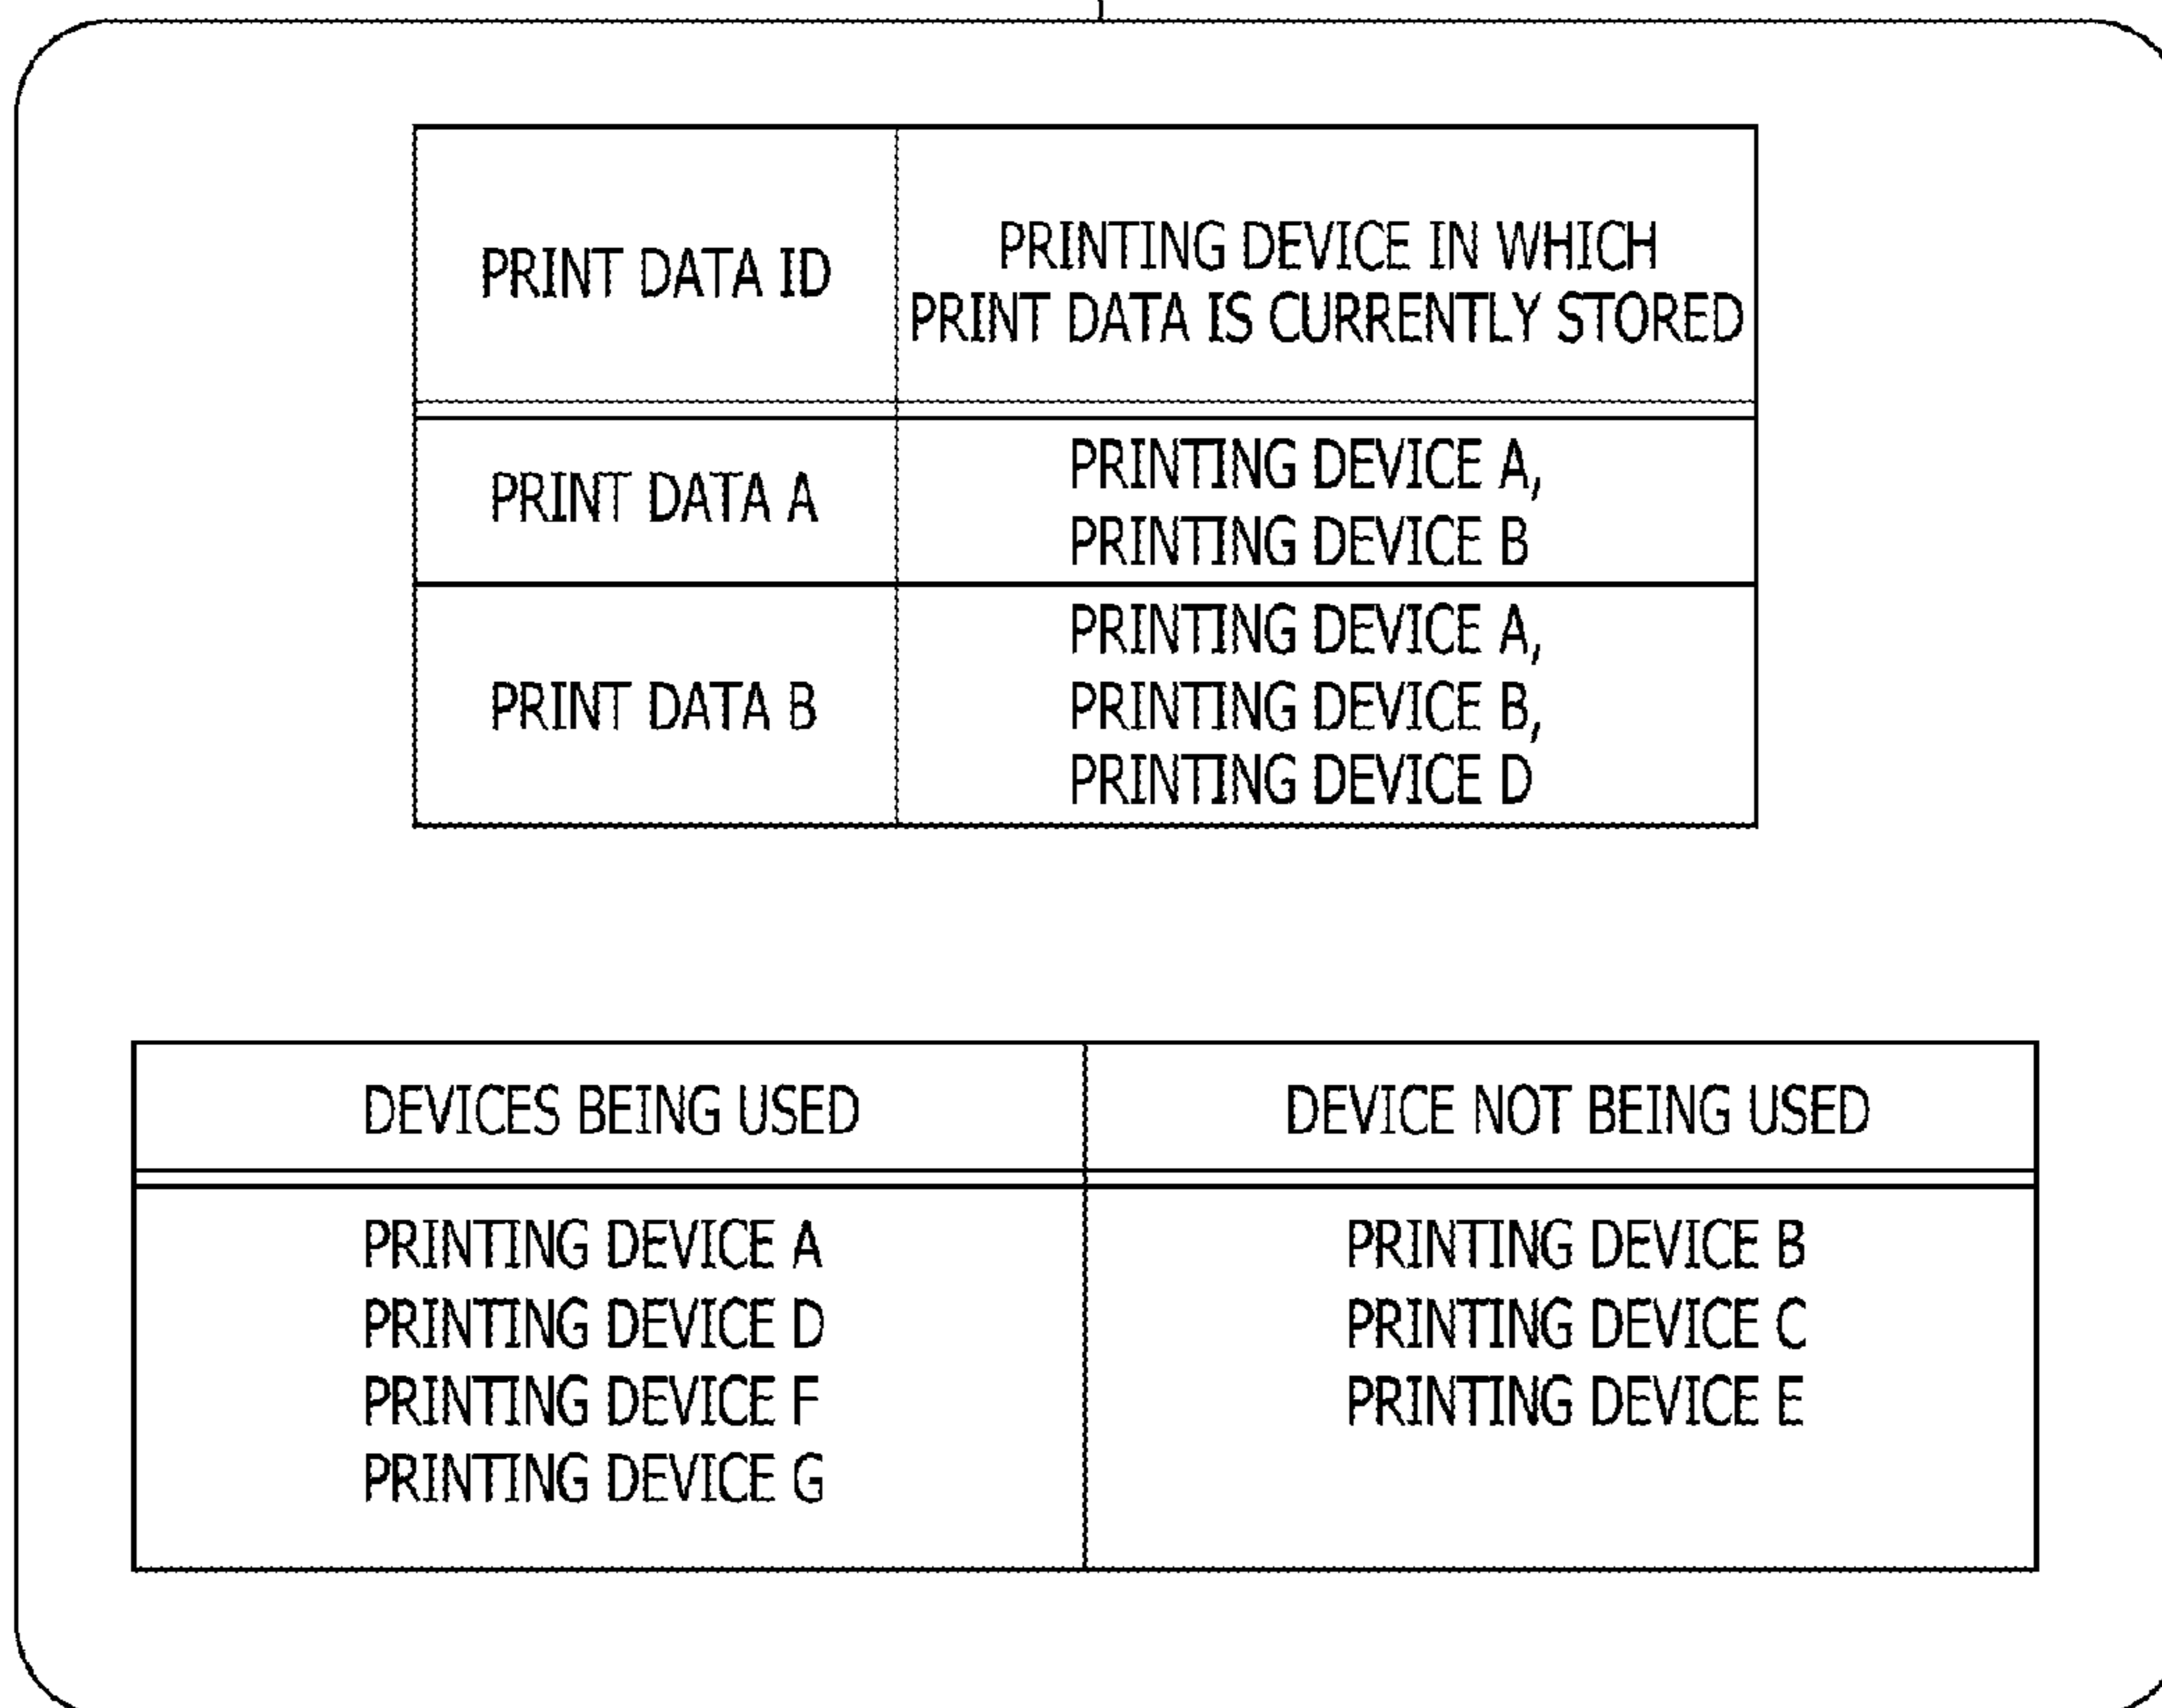 PRINT DATA ID
PRINTING DEVICE IN WHICH
PRINT DATA IS CURRENTLY STORED
PRINT DATA A
PRINTING DEVICE A,
PRINTING DEVICE B
PRINT DATA B
PRINTING DEVICE A,
PRINTING DEVICE B,
PRINTING DEVICE D
DEVICES BEING USED
DEVICE NOT BEING USED
PRINTING DEVICE A
PRINTING DEVICE D
PRINTING DEVICE F
PRINTING DEVICE G
PRINTING DEVICE B
PRINTING DEVICE C
PRINTING DEVICE E